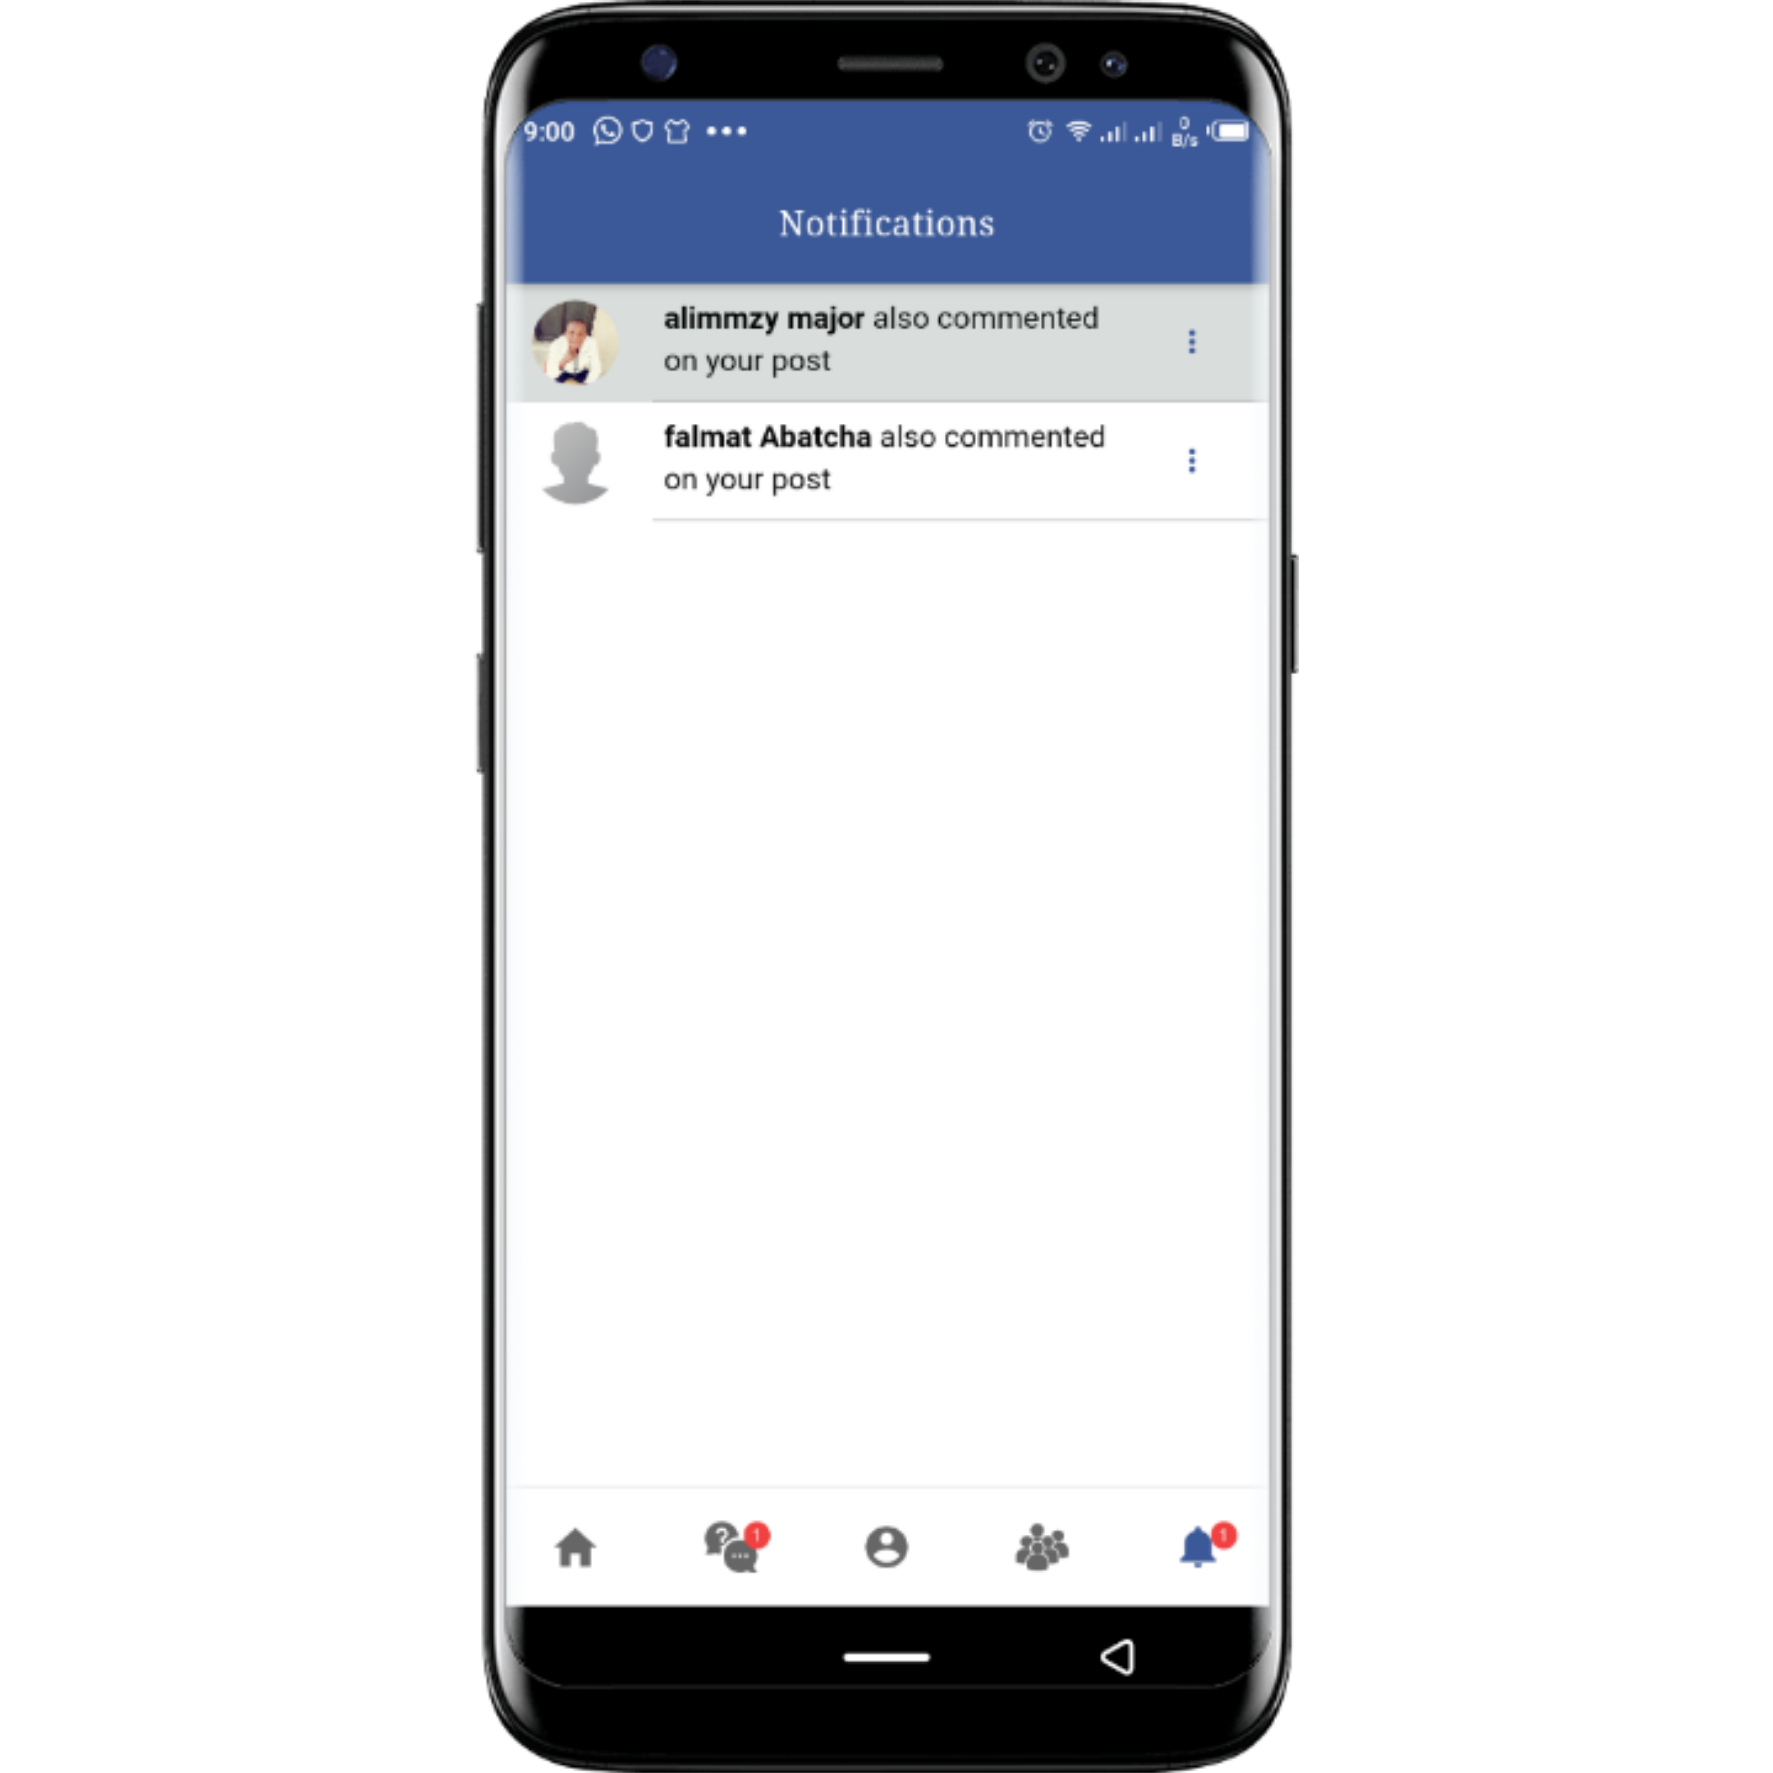 9:00
0
B/s
Notifications
alimmzy major also commented
on your post
falmat Abatcha also commented
on your post
?
1
1